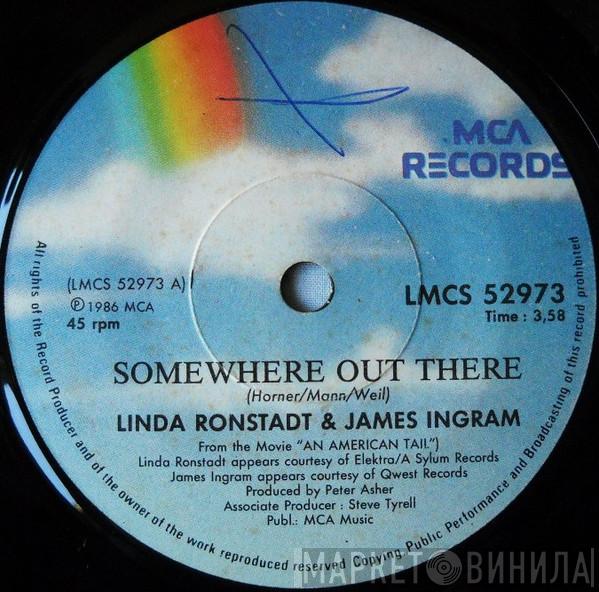 MCA
RECORDS
(LMCS 52973 A)
℗ 1986 MCA
45 rpm
LMCS 52973
Time : 3,58
SOMEWHERE OUT THERE
(Horner/Mann/Weil)
LINDA RONSTADT & JAMES INGRAM
From the Movie "AN AMERICAN TAIL")
Linda Ronstadt appears courtesy of Elektra/A Sylum Records
James Ingram appears courtesy of Qwest Records
Produced by Peter Asher
Associate Producer : Steve Tyrell
Publ.: MCA Music
All rights of the Record Producer and of the owner of the work reproduced reserved Copying Public Performance and Broadcasting of this record prohibited
МАРКЕТ ВИНИЛА